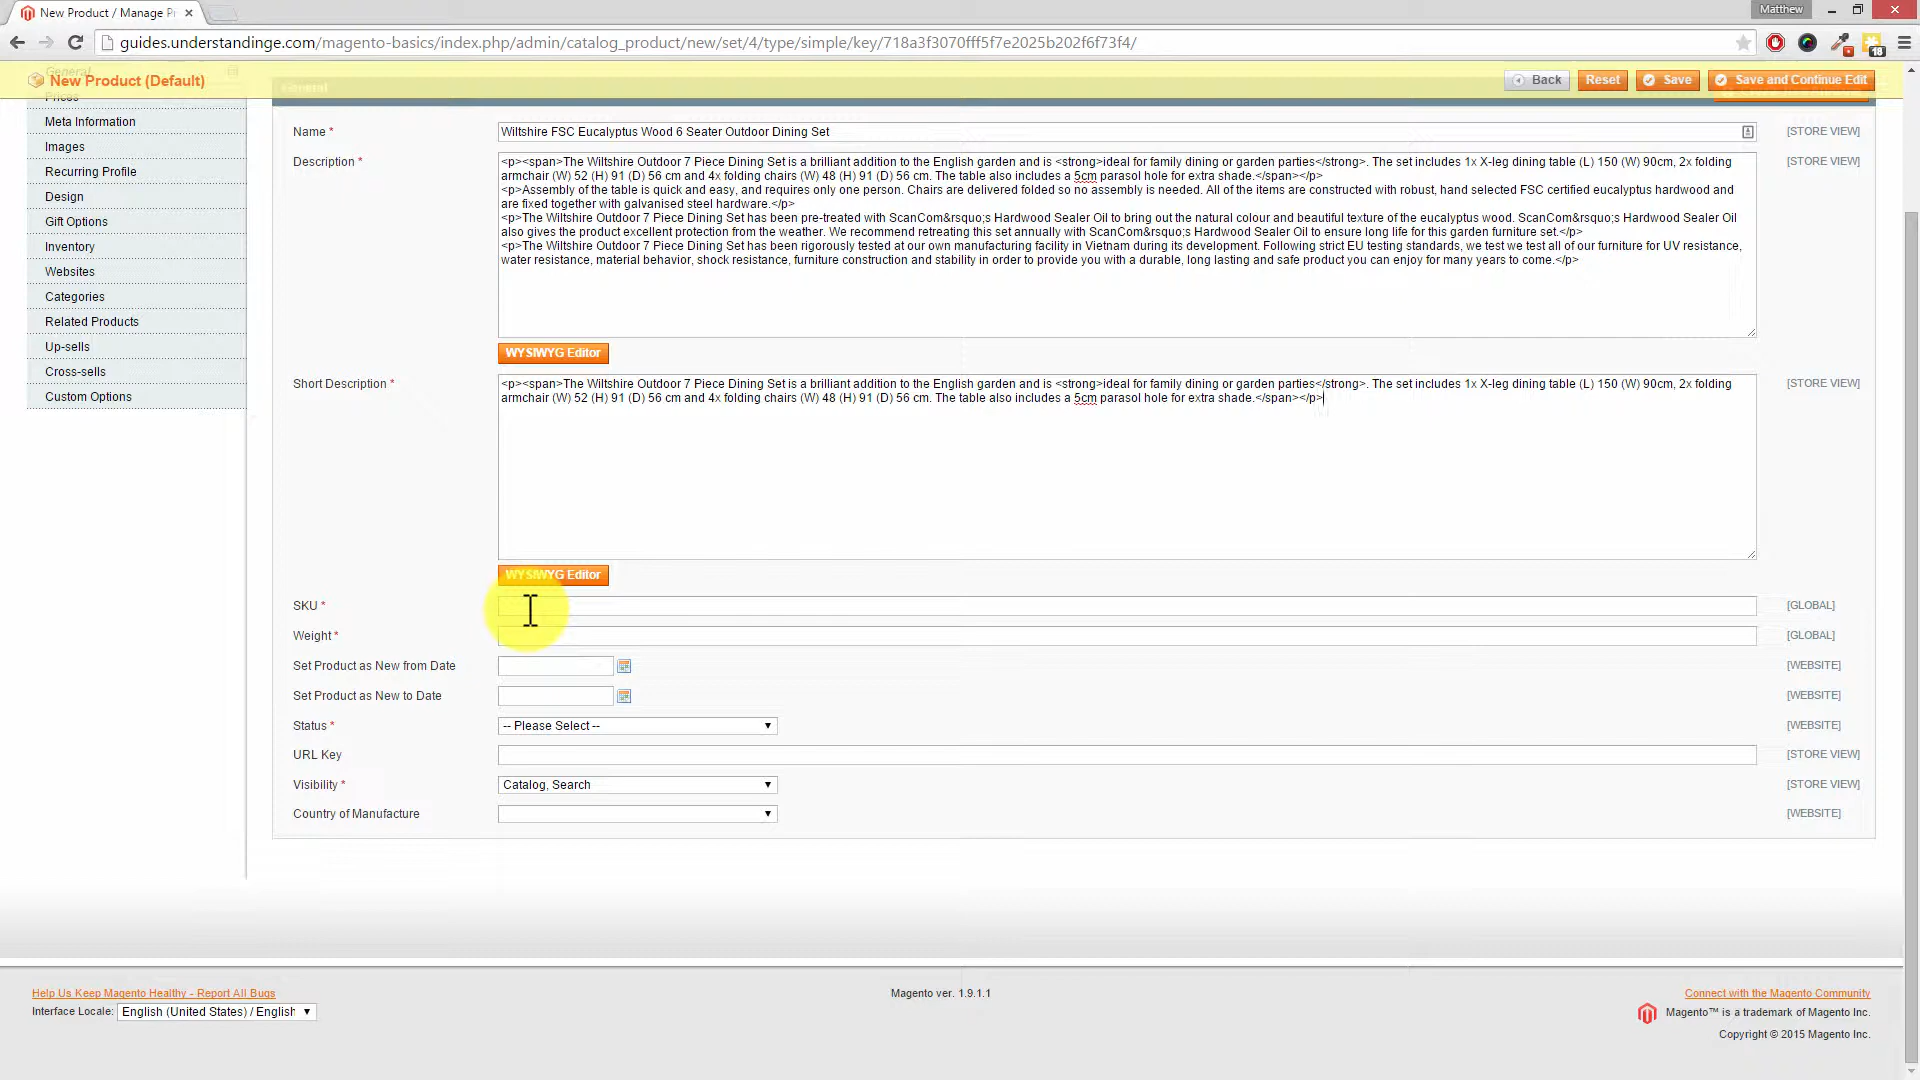 New Product / Manage Pr
Matthew
guides.understandinge.com/magento-basics/index.php/admin/catalog_product/new/set/4/type/simple/key/718a3f3070fff5f7e2025b202f6f73f4/
18
General
New Product (Default)
Back
Reset
Save
Save and Continue Edit
Prices
General
Meta Information
Images
Recurring Profile
Design
Gift Options
Inventory
Websites
Categories
Related Products
Up-sells
Cross-sells
Custom Options
Name *
Wiltshire FSC Eucalyptus Wood 6 Seater Outdoor Dining Set
[STORE VIEW]
Description *
[STORE VIEW]
<p><span>The Wiltshire Outdoor 7 Piece Dining Set is a brilliant addition to the English garden and is <strong>ideal for family dining or garden parties</strong>. The set includes 1x X-leg dining table (L) 150 (W) 90cm, 2x folding
armchair (W) 52 (H) 91 (D) 56 cm and 4x folding chairs (W) 48 (H) 91 (D) 56 cm. The table also includes a 5cm parasol hole for extra shade.</span></p>
<p>Assembly of the table is quick and easy, and requires only one person. Chairs are delivered folded so no assembly is needed. All of the items are constructed with robust, hand selected FSC certified eucalyptus hardwood and
are fixed together with galvanised steel hardware.</p>
<p>The Wiltshire Outdoor 7 Piece Dining Set has been pre-treated with ScanCom&rsquo;s Hardwood Sealer Oil to bring out the natural colour and beautiful texture of the eucalyptus wood. ScanCom&rsquo;s Hardwood Sealer Oil
also gives the product excellent protection from the weather. We recommend retreating this set annually with ScanCom&rsquo;s Hardwood Sealer Oil to ensure long life for this garden furniture set.</p>
<p>The Wiltshire Outdoor 7 Piece Dining Set has been rigorously tested at our own manufacturing facility in Vietnam during its development. Following strict EU testing standards, we test we test all of our furniture for UV resistance,
water resistance, material behavior, shock resistance, furniture construction and stability in order to provide you with a durable, long lasting and safe product you can enjoy for many years to come.</p>
WYSIWYG Editor
Short Description *
[STORE VIEW]
<p><span>The Wiltshire Outdoor 7 Piece Dining Set is a brilliant addition to the English garden and is <strong>ideal for family dining or garden parties</strong>. The set includes 1x X-leg dining table (L) 150 (W) 90cm, 2x folding
armchair (W) 52 (H) 91 (D) 56 cm and 4x folding chairs (W) 48 (H) 91 (D) 56 cm. The table also includes a 5cm parasol hole for extra shade.</span></p>
WYSIWYG Editor
SKU *
[GLOBAL]
Weight *
[GLOBAL]
Set Product as New from Date
[WEBSITE]
Set Product as New to Date
[WEBSITE]
Status *
-- Please Select --
[WEBSITE]
URL Key
[STORE VIEW]
Visibility *
Catalog, Search
[STORE VIEW]
Country of Manufacture
[WEBSITE]
Help Us Keep Magento Healthy - Report All Bugs
Interface Locale: English (United States) / English
Magento ver. 1.9.1.1
Connect with the Magento Community
Magento™ is a trademark of Magento Inc.
Copyright © 2015 Magento Inc.